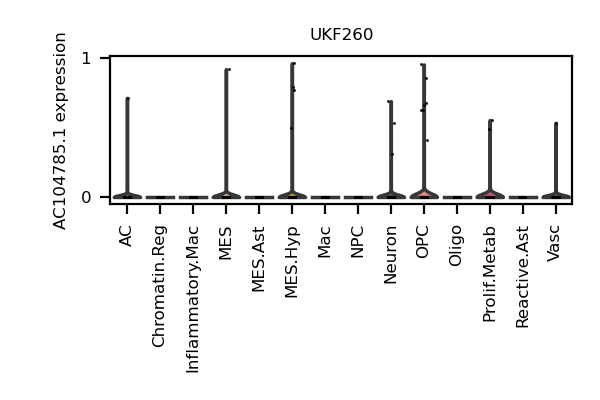 UKF260
AC104785.1 expression
1
0
AC
Chromatin.Reg
Inflammatory.Mac
MES
MES.Ast
MES.Hyp
Mac
NPC
Neuron
OPC
Oligo
Prolif.Metab
Reactive.Ast
Vasc